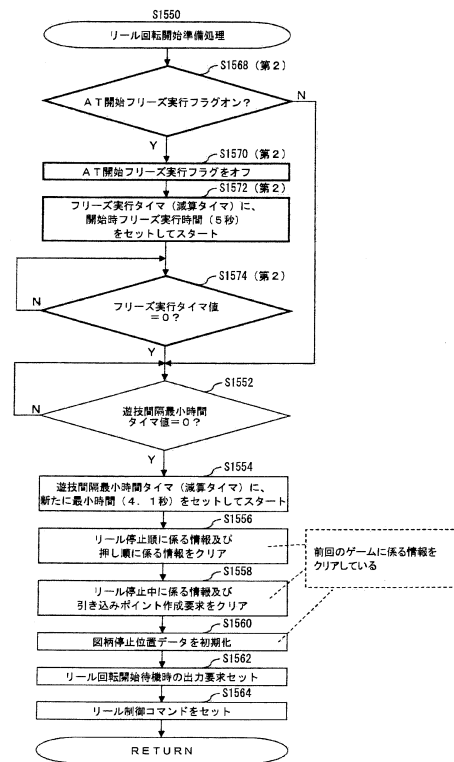 S1550
リール回転開始準備処理
S1568（第２）
ＡＴ開始フリーズ実行フラグオン？
N
Y
S1570（第２）
ＡＴ開始フリーズ実行フラグをオフ
S1572（第２）
フリーズ実行タイマ（減算タイマ）に、
開始時フリーズ実行時間（５秒）
をセットしてスタート
S1574（第２）
N
フリーズ実行タイマ値
＝０？
Y
S1552
N
遊技間隔最小時間
タイマ値＝０？
Y
S1554
遊技間隔最小時間タイマ（減算タイマ）に、
新たに最小時間（４．１秒）をセットしてスタート
S1556
リール停止順に係る情報及び
押し順に係る情報をクリア
前回のゲームに係る情報を
クリアしている
S1558
リール停止中に係る情報及び
引き込みポイント作成要求をクリア
S1560
図柄停止位置データを初期化
S1562
リール回転開始待機時の出力要求セット
S1564
リール制御コマンドをセット
ＲＥＴＵＲＮ